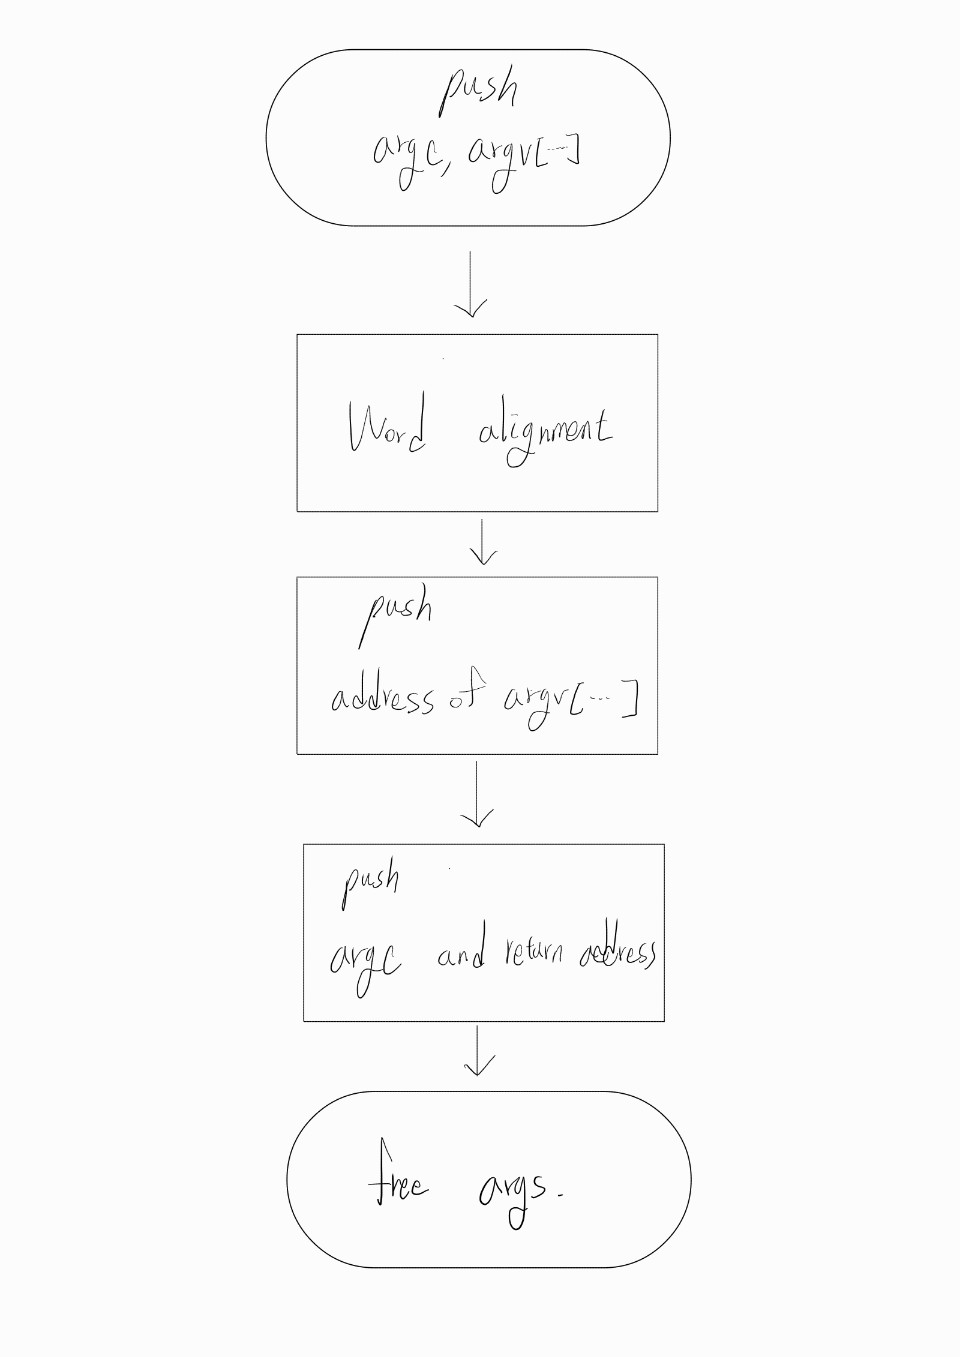 push
argc, argv[...]
Word alignment
push
address of argv[...]
push
argc and return address
free args.